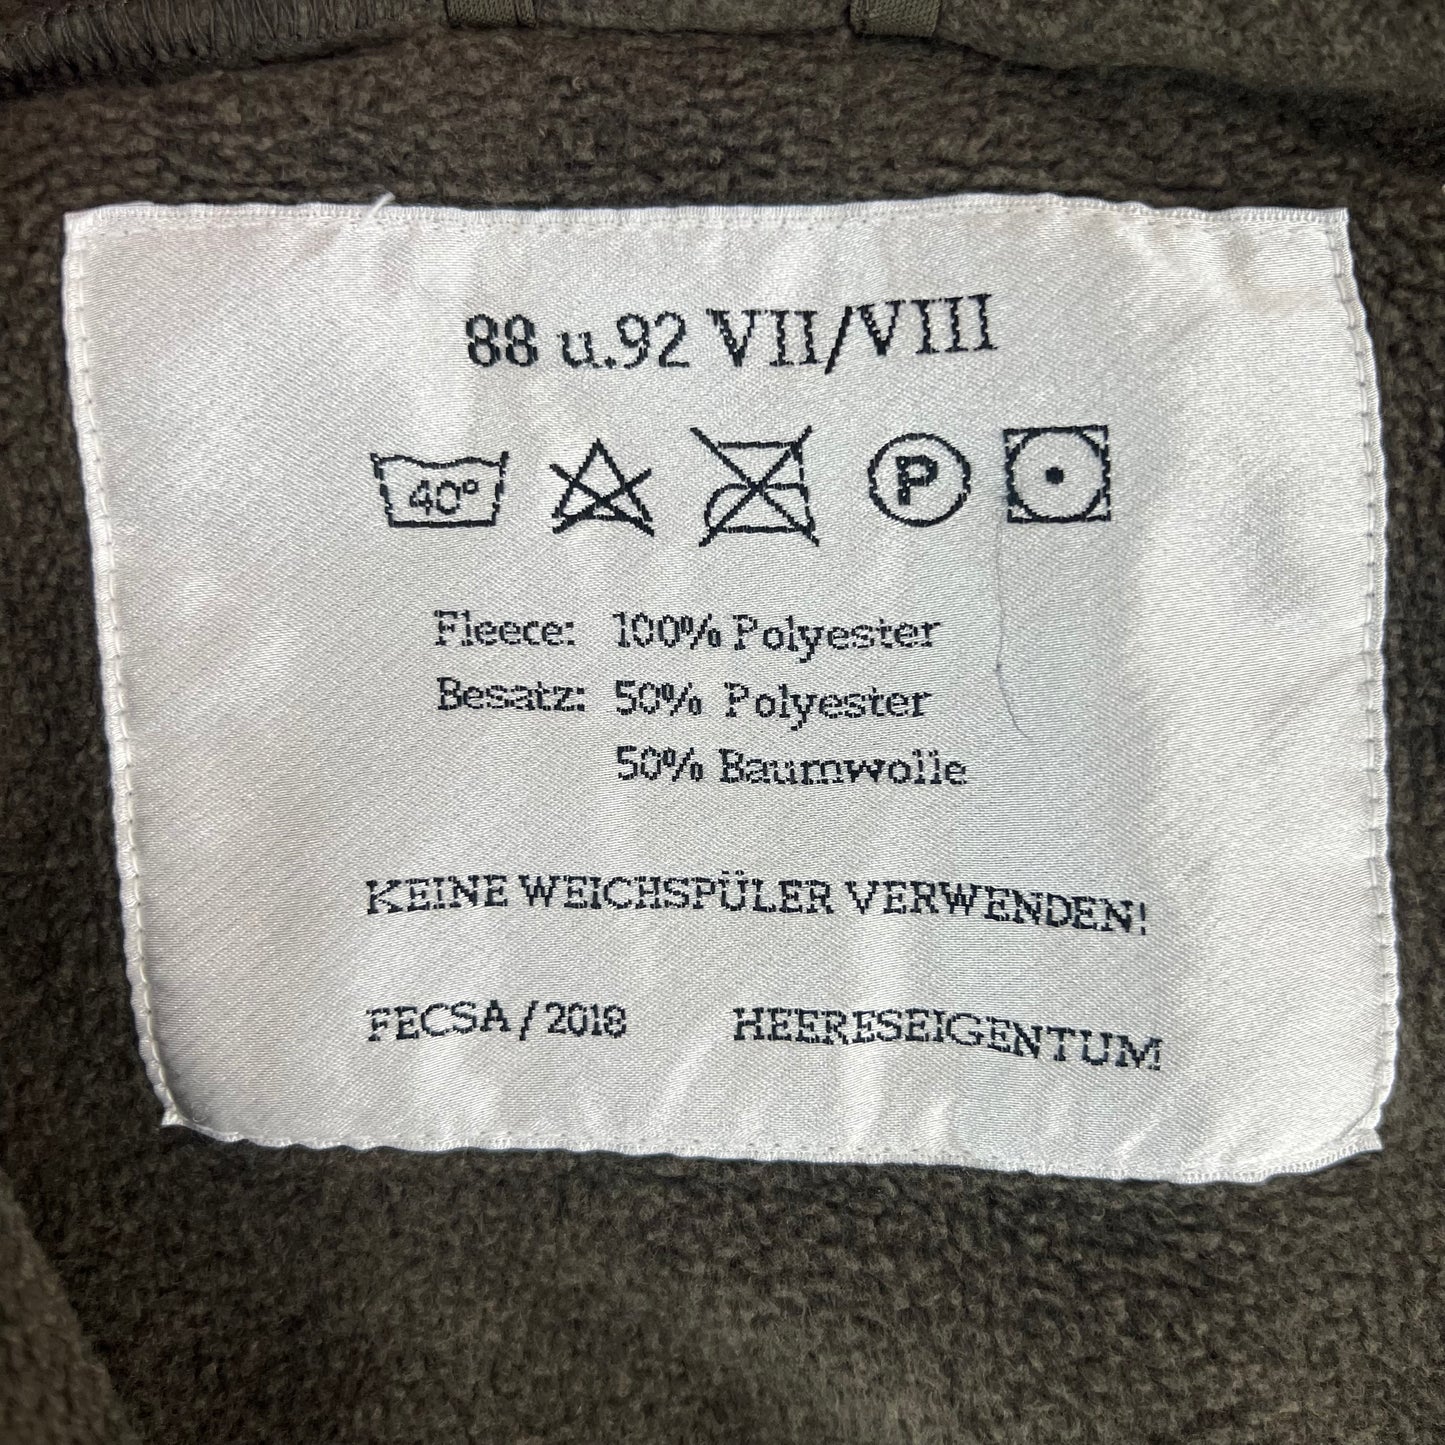 88 u.92 VII/VIII
40°
P
Fleece: 100% Polyester
Besatz: 50% Polyester
50% Baumwolle
KEINE WEICHSPÜLER VERWENDEN!
FECSA / 2018 HEERESEIGENTUM